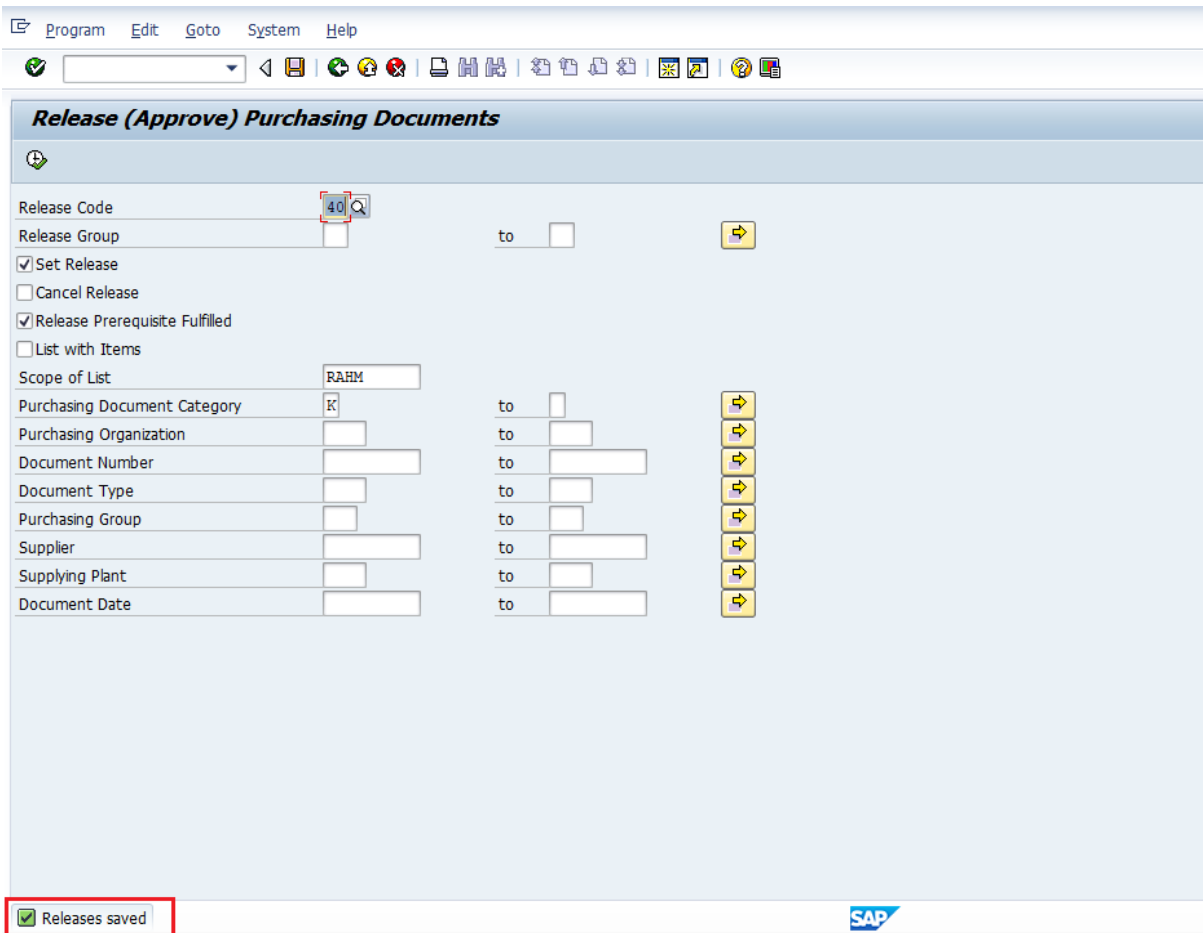 Program Edit Goto System Help
Release (Approve) Purchasing Documents
Release Code 40
Release Group to
Set Release
Cancel Release
Release Prerequisite Fulfilled
List with Items
Scope of List RAHM
Purchasing Document Category K to
Purchasing Organization to
Document Number to
Document Type to
Purchasing Group to
Supplier to
Supplying Plant to
Document Date to
Releases saved SAP